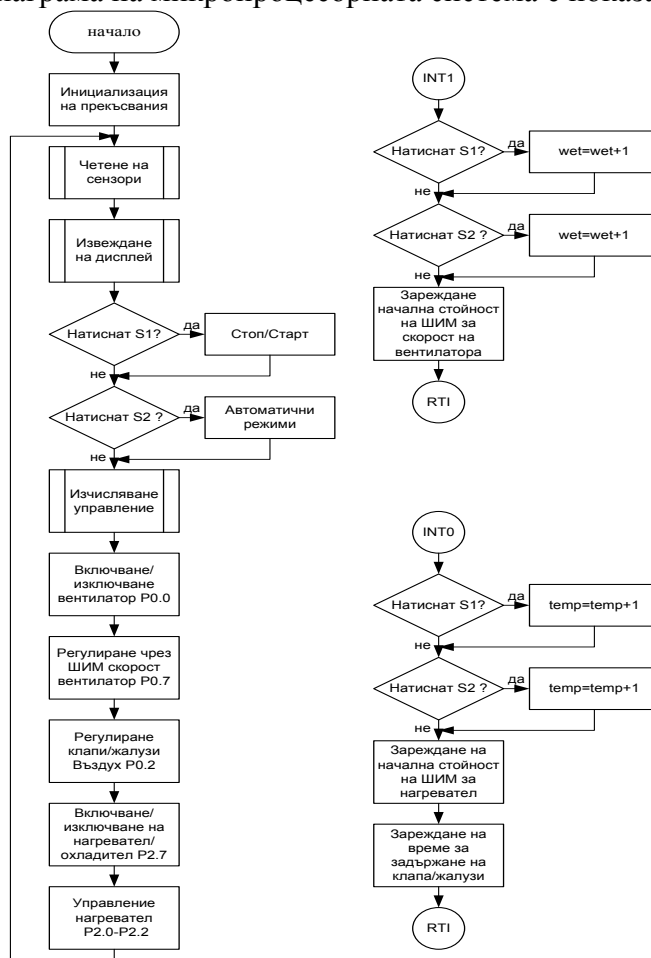 начало
Инициализация
на прекъсвания
Четене на
сензори
Извеждане
на дисплей
Натиснат S1?
да
Стоп/Старт
не
Натиснат S2 ?
да
Автоматични
режими
не
Изчисляване
управление
Включване/
изключване
вентилатор P0.0
Регулиране чрез
ШИМ скорост
вентилатор P0.7
Регулиране
клапи/жалузи
Въздух P0.2
Включване/
изключване на
нагревател/
охладител P2.7
Управление
нагревател
P2.0-P2.2
INT1
Натиснат S1?
да
wet=wet+1
не
Натиснат S2 ?
да
wet=wet+1
не
Зареждане
начална стойност
на ШИМ за
скорост на
вентилатора
RTI
INT0
Натиснат S1?
да
temp=temp+1
не
Натиснат S2 ?
да
temp=temp+1
не
Зареждане на
начална стойност
на ШИМ за
нагревател
Зареждане на
време за
задържане на
клапа/жалузи
RTI